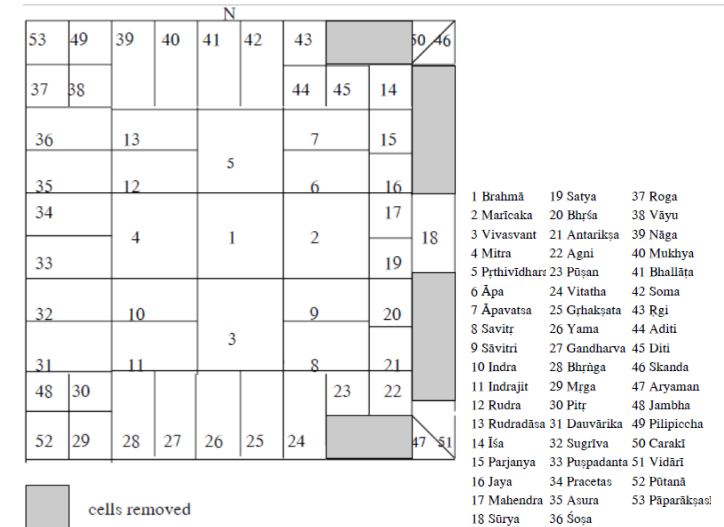 N
53 49 39 40 41 42 43 50 46
37 38 44 45 14
36 13 7 15
5
35 12 6 16
34 17
4 1 2 18
33 19
32 10 9 20
3
31 11 8 21
48 30 23 22
52 29 28 27 26 25 24 47 51
cells removed
1 Brahmā 19 Satya 37 Roga
2 Marīcaka 20 Bhṛśa 38 Vāyu
3 Vivasvant 21 Antarikṣa 39 Nāga
4 Mitra 22 Agni 40 Mukhya
5 Pṛthivīdhara 23 Pūṣan 41 Bhallāṭa
6 Āpa 24 Vitatha 42 Soma
7 Āpavatsa 25 Gṛhakṣata 43 Ṛgi
8 Savitṛ 26 Yama 44 Aditi
9 Sāvitri 27 Gandharva 45 Diti
10 Indra 28 Bhṛṅga 46 Skanda
11 Indrajit 29 Mṛga 47 Aryaman
12 Rudra 30 Pitṛ 48 Jambha
13 Rudradāsa 31 Dauvārika 49 Pilipiccha
14 Īśa 32 Sugrīva 50 Carakī
15 Parjanya 33 Puṣpadanta 51 Vidārī
16 Jaya 34 Pracetas 52 Pūtanā
17 Mahendra 35 Asura 53 Pāparākṣasī
18 Sūrya 36 Śoṣa